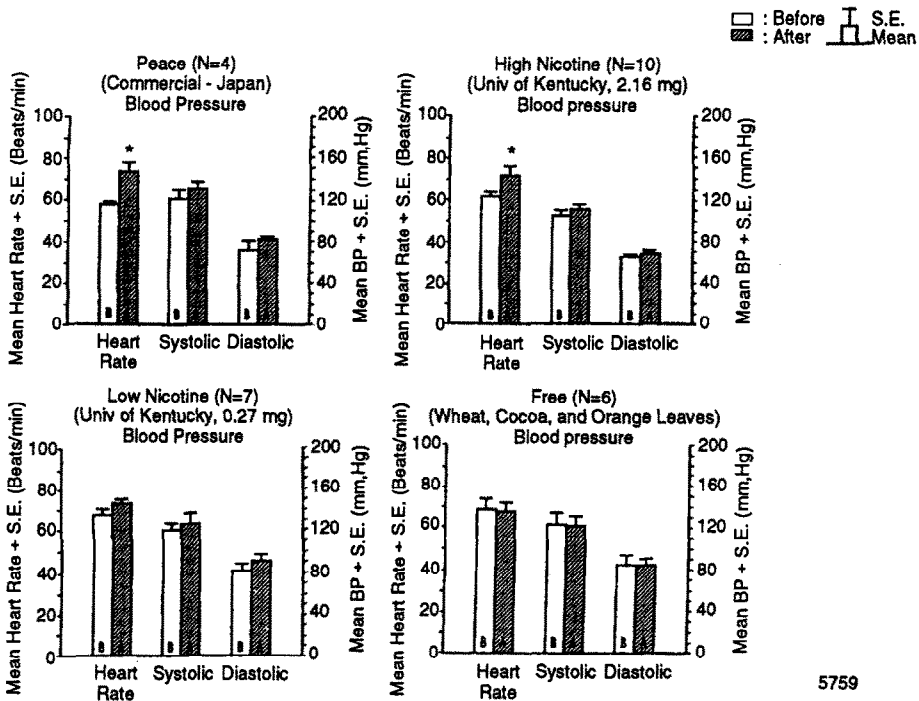 : Before
: After
S.E.
Mean
Peace (N=4)
(Commercial - Japan)
Blood Pressure
Mean Heart Rate + S.E. (Beats/min)
100
80
60
40
20
0
*
B
B
B
200
160
120
80
40
0
Mean BP + S.E. (mm,Hg)
Heart
Rate
Systolic
Diastolic
High Nicotine (N=10)
(Univ of Kentucky, 2.16 mg)
Blood pressure
Mean Heart Rate + S.E. (Beats/min)
100
80
60
40
20
0
*
B
B
B
200
160
120
80
40
0
Mean BP + S.E. (mm,Hg)
Heart
Rate
Systolic
Diastolic
Low Nicotine (N=7)
(Univ of Kentucky, 0.27 mg)
Blood Pressure
Mean Heart Rate + S.E. (Beats/min)
100
80
60
40
20
0
B
B
B
200
160
120
80
40
0
Mean BP + S.E. (mm,Hg)
Heart
Rate
Systolic
Diastolic
Free (N=6)
(Wheat, Cocoa, and Orange Leaves)
Blood pressure
Mean Heart Rate + S.E. (Beats/min)
100
80
60
40
20
0
B A
B A
B A
200
160
120
80
40
0
Mean BP + S.E. (mm,Hg)
Heart
Rate
Systolic
Diastolic
5759